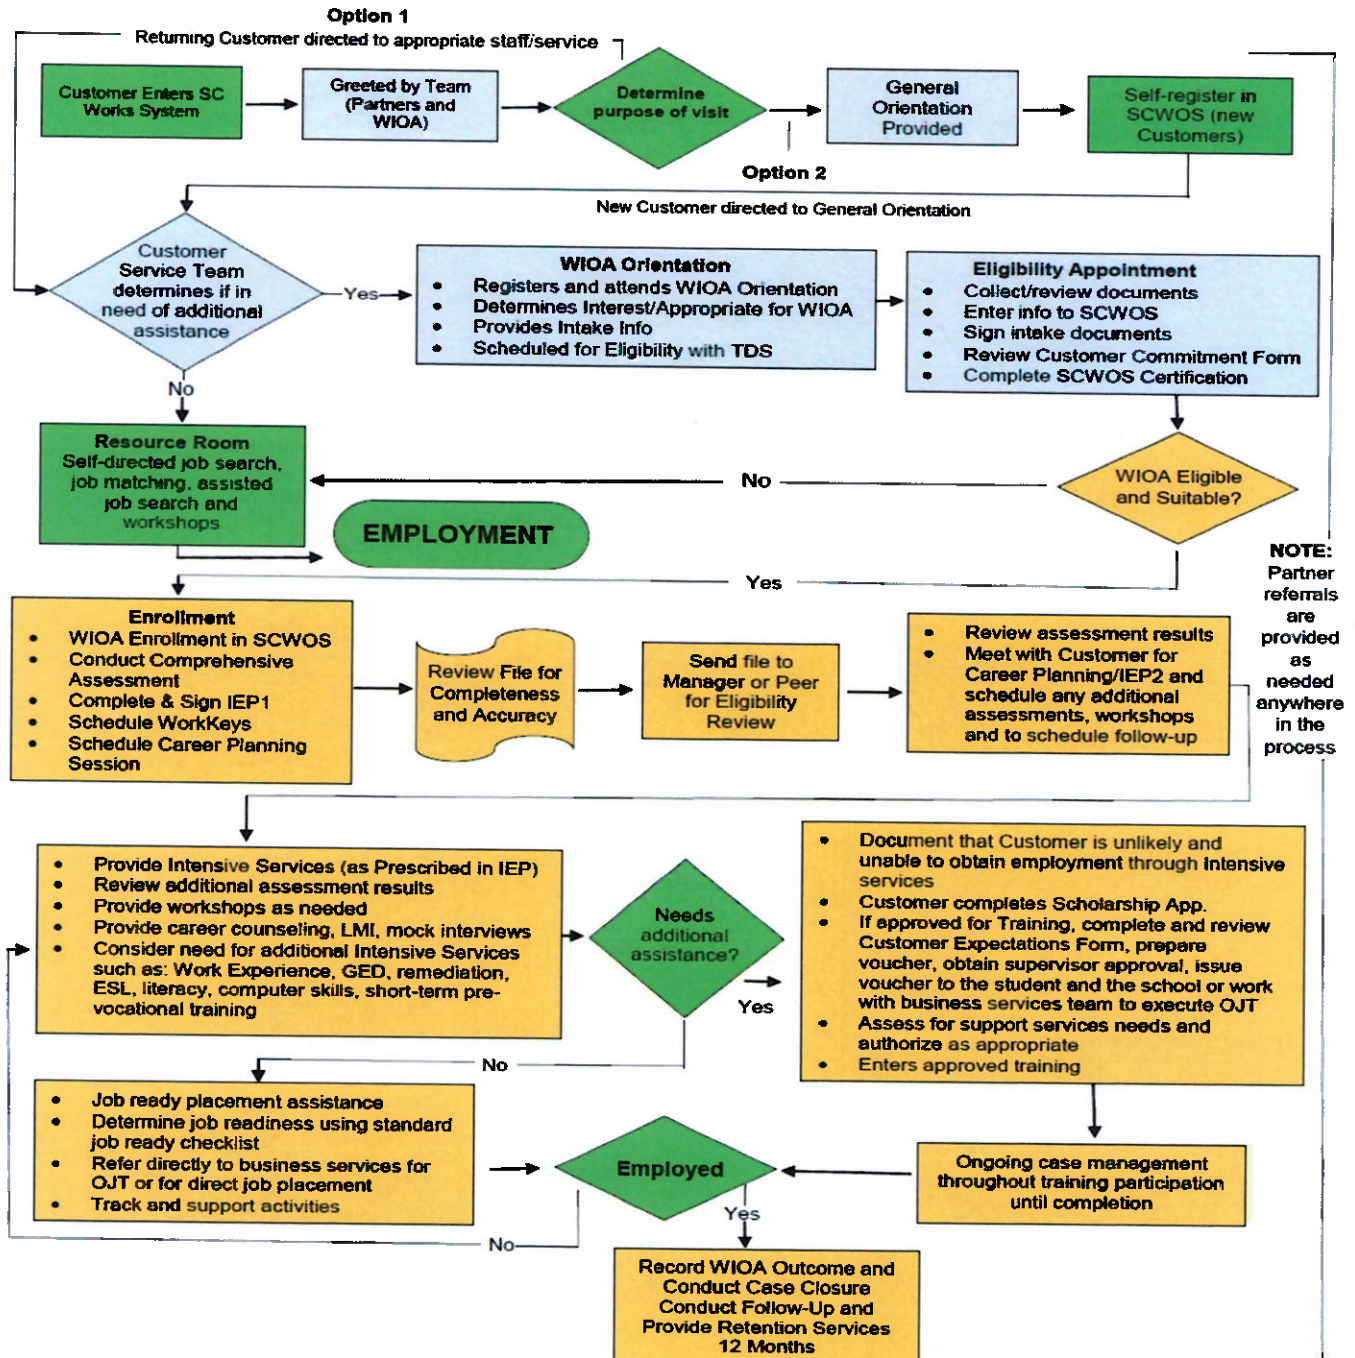 Option 1
Returning Customer directed to appropriate staff/service
Customer Enters SC
Works System
Greeted by Team
(Partners and
WIOA)
Determine
purpose of visit
General
Orientation
Provided
Self-register in
SCWOS (new
Customers)
Option 2
New Customer directed to General Orientation
Customer
Service Team
determines if in
need of additional
assistance
Yes
WIOA Orientation
• Registers and attends WIOA Orientation
• Determines Interest/Appropriate for WIOA
• Provides Intake Info
• Scheduled for Eligibility with TDS
Eligibility Appointment
• Collect/review documents
• Enter info to SCWOS
• Sign intake documents
• Review Customer Commitment Form
• Complete SCWOS Certification
No
Resource Room
Self-directed job search,
job matching, assisted
job search and
workshops
No
WIOA Eligible
and Suitable?
EMPLOYMENT
Yes
NOTE:
Partner
referrals
are
provided
as
needed
anywhere
in the
process
Enrollment
• WIOA Enrollment in SCWOS
• Conduct Comprehensive
Assessment
• Complete & Sign IEP1
• Schedule WorkKeys
• Schedule Career Planning
Session
Review File for
Completeness
and Accuracy
Send file to
Manager or Peer
for Eligibility
Review
• Review assessment results
• Meet with Customer for
Career Planning/IEP2 and
schedule any additional
assessments, workshops
and to schedule follow-up
• Provide Intensive Services (as Prescribed in IEP)
• Review additional assessment results
• Provide workshops as needed
• Provide career counseling, LMI, mock interviews
• Consider need for additional Intensive Services
such as: Work Experience, GED, remediation,
ESL, literacy, computer skills, short-term pre-
vocational training
Needs
additional
assistance?
Yes
• Document that Customer is unlikely and
unable to obtain employment through Intensive
services
• Customer completes Scholarship App.
• If approved for Training, complete and review
Customer Expectations Form, prepare
voucher, obtain supervisor approval, issue
voucher to the student and the school or work
with business services team to execute OJT
• Assess for support services needs and
authorize as appropriate
• Enters approved training
No
• Job ready placement assistance
• Determine job readiness using standard
job ready checklist
• Refer directly to business services for
OJT or for direct job placement
• Track and support activities
Employed
Ongoing case management
throughout training participation
until completion
Yes
No
Record WIOA Outcome and
Conduct Case Closure
Conduct Follow-Up and
Provide Retention Services
12 Months